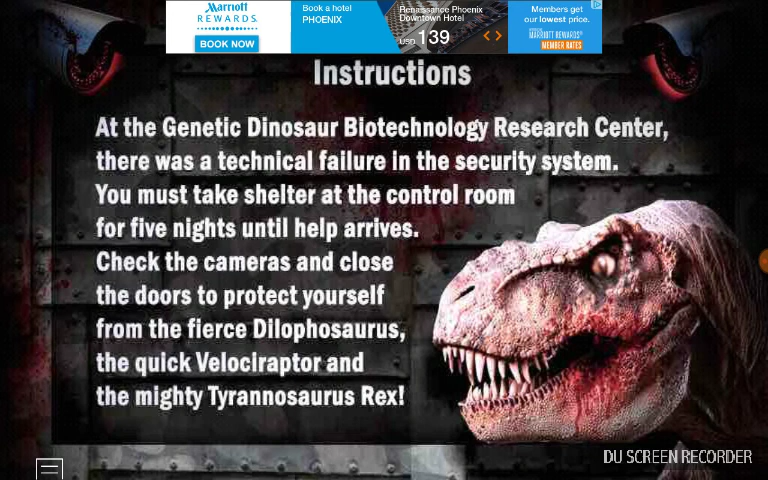 Marriott
REWARDS.
BOOK NOW
Book a hotel
PHOENIX
Renaissance Phoenix
Downtown Hotel
USD 139
Members get
our lowest price.
MARRIOTT REWARDS
MEMBER RATES
Instructions
At the Genetic Dinosaur Biotechnology Research Center,
there was a technical failure in the security system.
You must take shelter at the control room
for five nights until help arrives.
Check the cameras and close
the doors to protect yourself
from the fierce Dilophosaurus,
the quick Velociraptor and
the mighty Tyrannosaurus Rex!
DU SCREEN RECORDER